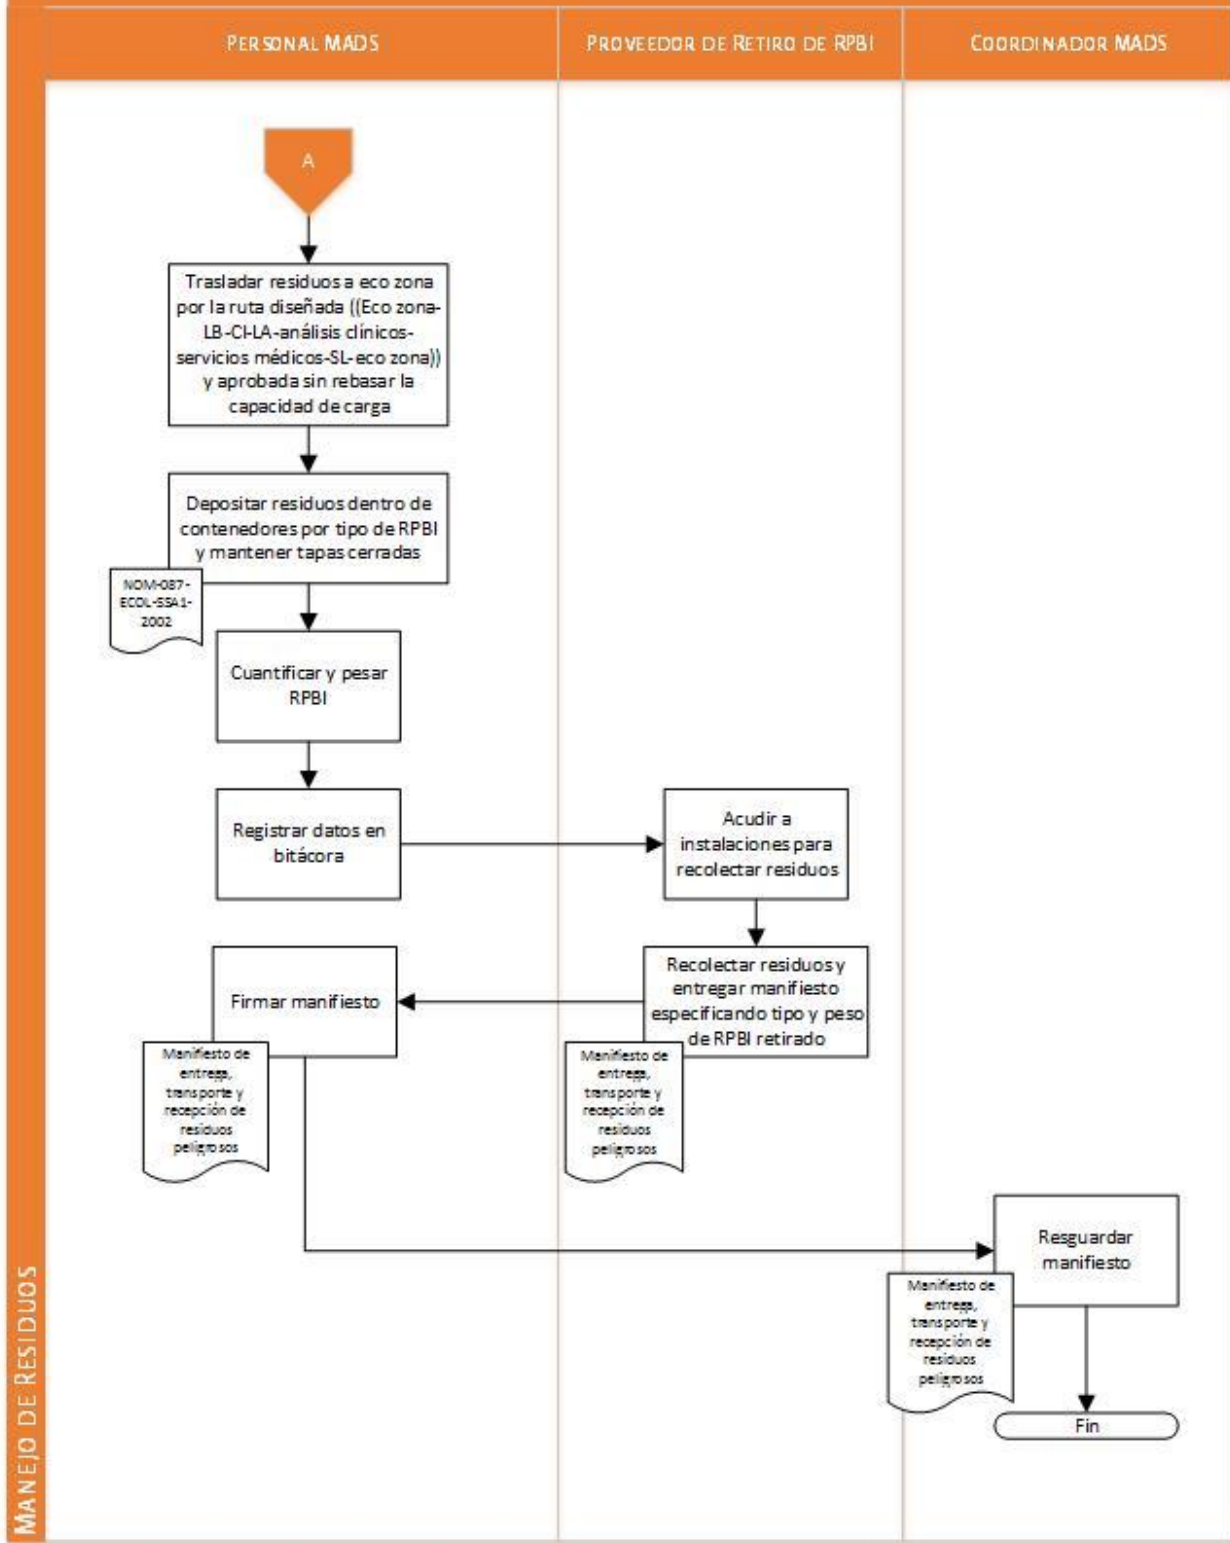 PERSONAL MADS
PROVEEDOR DE RETIRO DE RPBI
COORDINADOR MADS
A
Trasladar residuos a eco zona
por la ruta diseñada ((Eco zona-
LB-CI-LA-análisis clínicos-
servicios médicos-SL-eco zona))
y aprobada sin rebasar la
capacidad de carga
Depositar residuos dentro de
contenedores por tipo de RPBI
y mantener tapas cerradas
NOM-087-
ECOL-SSA1-
2002
Cuantificar y pesar
RPBI
Registrar datos en
bitácora
Acudir a
instalaciones para
recolectar residuos
Recolectar residuos y
entregar manifiesto
especificando tipo y peso
de RPBI retirado
Manifiesto de
entrega,
transporte y
recepción de
residuos
peligrosos
Firmar manifiesto
Manifiesto de
entrega,
transporte y
recepción de
residuos
peligrosos
Resguardar
manifiesto
Manifiesto de
entrega,
transporte y
recepción de
residuos
peligrosos
Fin
MANEJO DE RESIDUOS